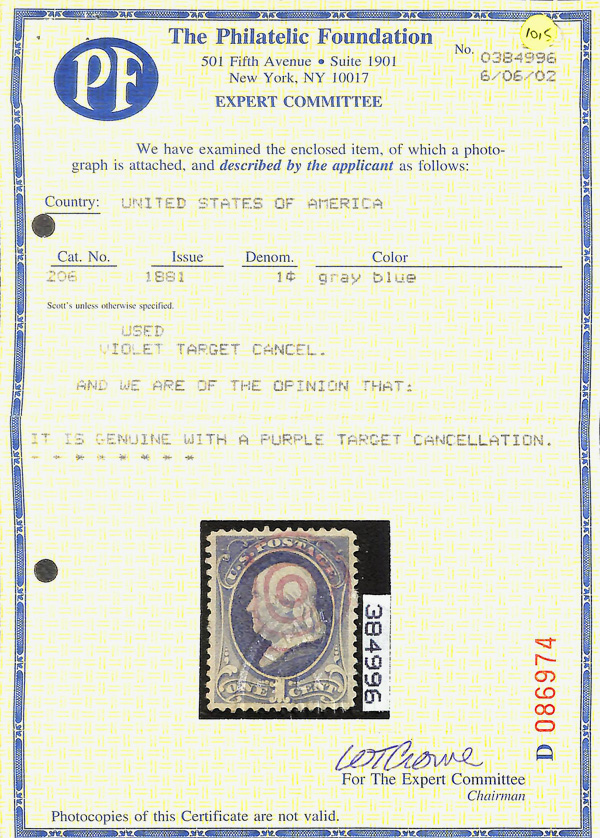 PF
The Philatelic Foundation
501 Fifth Avenue • Suite 1901
New York, NY 10017
EXPERT COMMITTEE
1015
No.
0384996
6/06/02
We have examined the enclosed item, of which a photo-
graph is attached, and described by the applicant as follows:
Country: UNITED STATES OF AMERICA
Cat. No. Issue Denom. Color
206 1881 1¢ gray blue
Scott's unless otherwise specified.
USED
VIOLET TARGET CANCEL.
AND WE ARE OF THE OPINION THAT:
IT IS GENUINE WITH A PURPLE TARGET CANCELLATION.
- - * * * * * *
U.S. POSTAGE
ONE 1 CENT
384996
D 086974
WTCrowe
For The Expert Committee
Chairman
Photocopies of this Certificate are not valid.